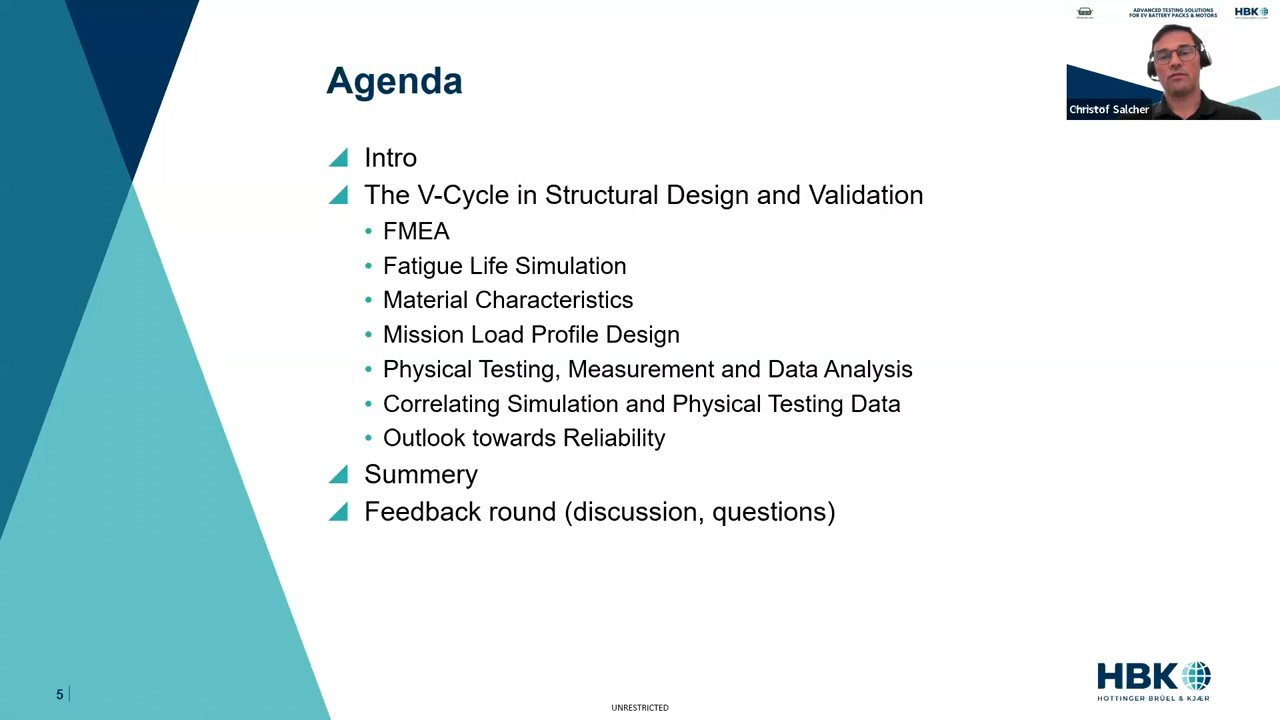 ADVANCED TESTING SOLUTIONS
FOR EV BATTERY PACKS & MOTORS
HBK
Christof Salcher
Agenda
Intro
The V-Cycle in Structural Design and Validation
• FMEA
• Fatigue Life Simulation
• Material Characteristics
• Mission Load Profile Design
• Physical Testing, Measurement and Data Analysis
• Correlating Simulation and Physical Testing Data
• Outlook towards Reliability
Summery
Feedback round (discussion, questions)
HBK
HOTTINGER BRÜEL & KJÆR
5
UNRESTRICTED